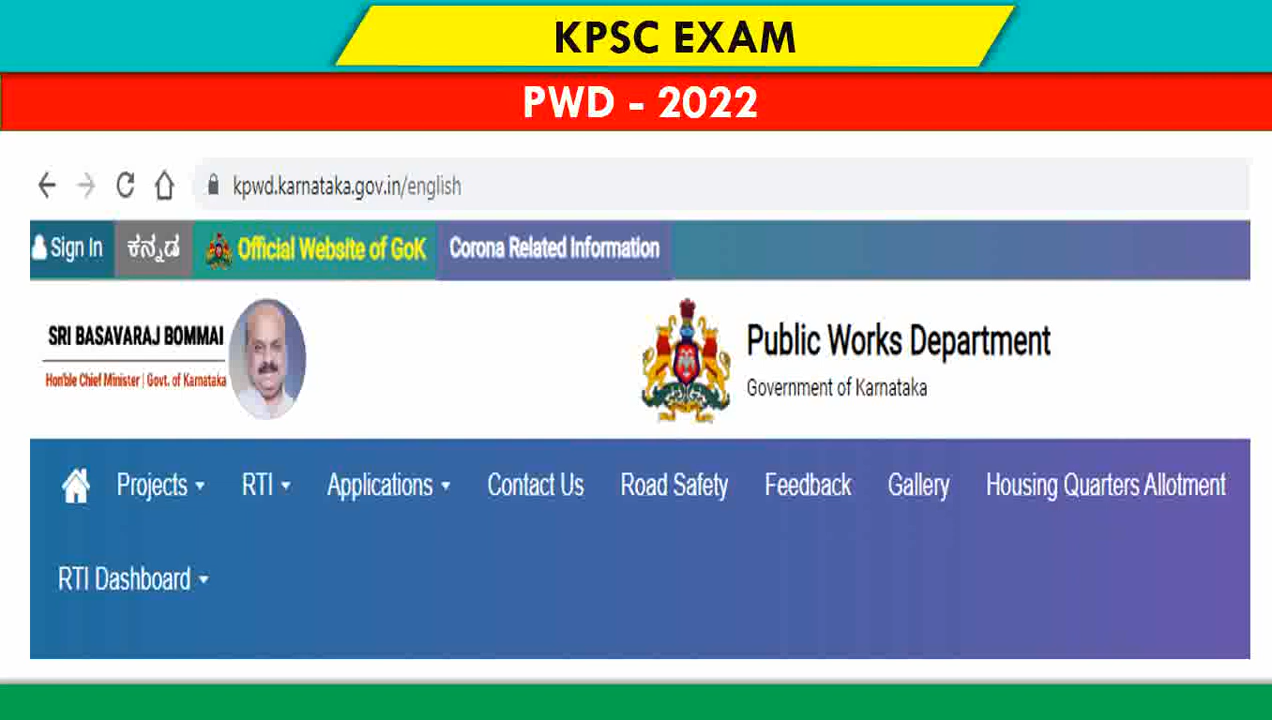 KPSC EXAM
PWD - 2022
kpwd.karnataka.gov.in/english
Sign In ಕನ್ನಡ Official Website of GoK Corona Related Information
SRI BASAVARAJ BOMMAI
Hon'ble Chief Minister | Govt. of Karnataka
Public Works Department
Government of Karnataka
Projects RTI Applications Contact Us Road Safety Feedback Gallery Housing Quarters Allotment
RTI Dashboard